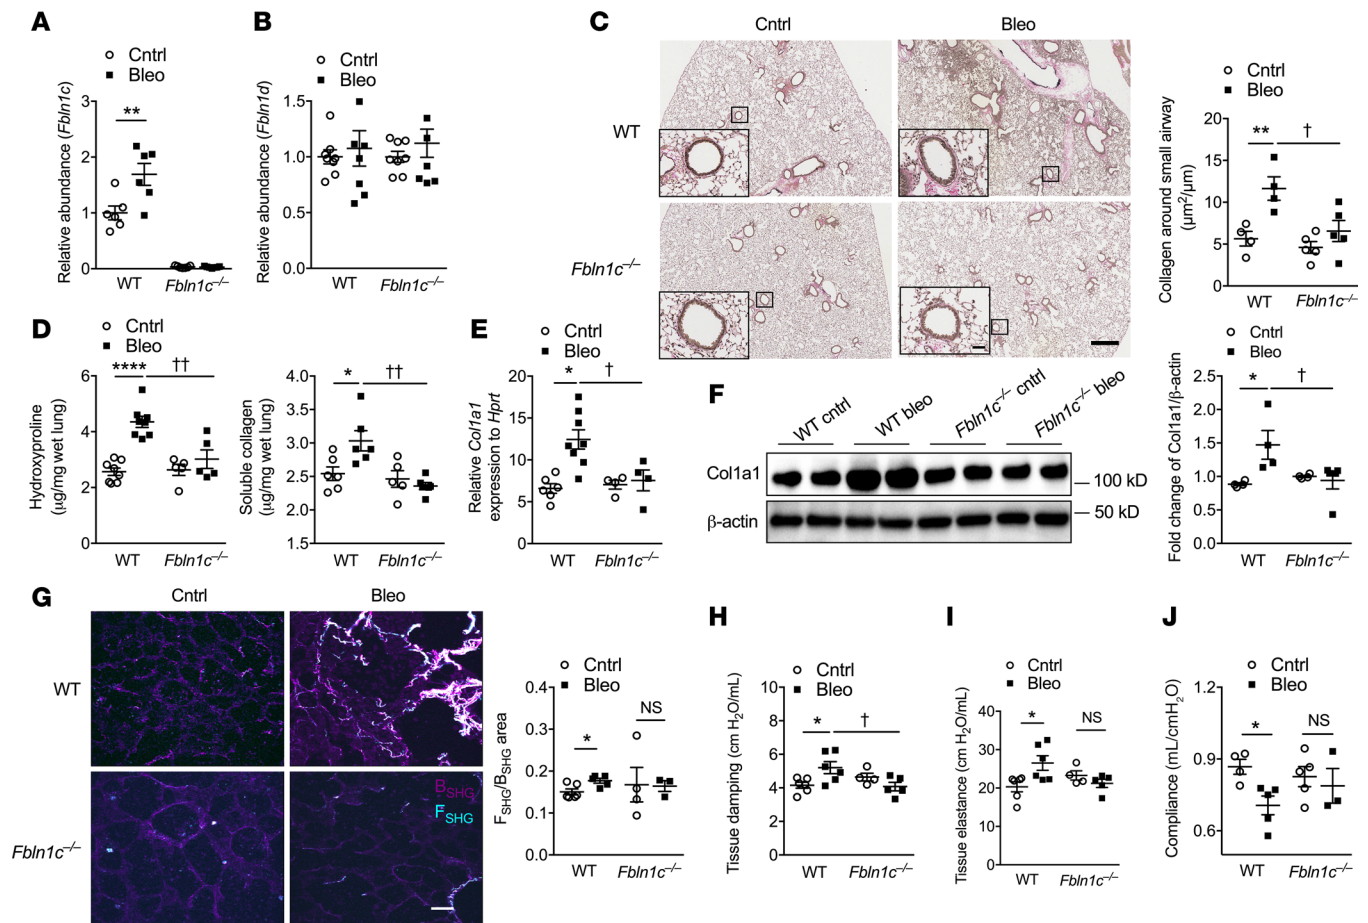 A
Cntrl
Bleo
Relative abundance (Fbln1c)
3
2
1
0
**
WT
Fbln1c–/–
B
Cntrl
Bleo
Relative abundance (Fbln1d)
1.5
1.0
0.5
0.0
WT
Fbln1c–/–
C
Cntrl
Bleo
WT
Fbln1c–/–
Cntrl
Bleo
Collagen around small airway
(μm²/μm)
20
15
10
5
0
**
†
WT
Fbln1c–/–
D
Cntrl
Bleo
Hydroxyproline
(μg/mg wet lung)
6
4
2
0
****
††
WT
Fbln1c–/–
Cntrl
Bleo
Soluble collagen
(μg/mg wet lung)
4.0
3.5
3.0
2.5
2.0
1.5
*
††
WT
Fbln1c–/–
E
Cntrl
Bleo
Relative Col1a1
expression to Hprt
20
15
10
5
0
*
†
WT
Fbln1c–/–
F
WT cntrl
WT bleo
Fbln1c–/– cntrl
Fbln1c–/– bleo
Col1a1
β-actin
100 kD
50 kD
Cntrl
Bleo
Fold change of Col1a1/β-actin
2.5
2.0
1.5
1.0
0.5
0.0
*
†
WT
Fbln1c–/–
G
Cntrl
Bleo
WT
Fbln1c–/–
BSHG
FSHG
Cntrl
Bleo
FSHG/BSHG area
0.4
0.3
0.2
0.1
0.0
*
NS
WT
Fbln1c–/–
H
Cntrl
Bleo
Tissue damping (cm H2O/mL)
10
8
6
4
2
0
*
†
WT
Fbln1c–/–
I
Cntrl
Bleo
Tissue elastance (cm H2O/mL)
40
30
20
10
0
*
NS
WT
Fbln1c–/–
J
Cntrl
Bleo
Compliance (mL/cmH2O)
1.2
0.9
0.6
*
NS
WT
Fbln1c–/–